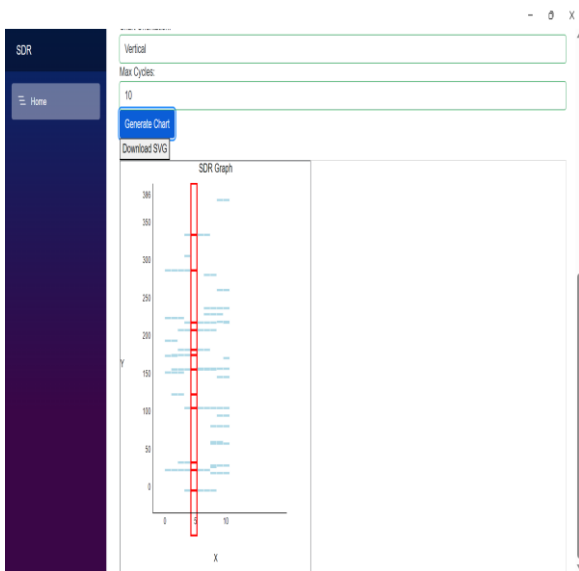 SDR
Home
Vertical
Max Cycles:
10
Generate Chart
Download SVG
SDR Graph
386
350
300
250
200
150
100
50
0
Y
0 5 10
X